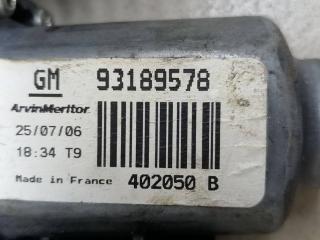 GM 93189578
ArvinMeritor
25/07/06
18:34 T9
Made in France 402050 B